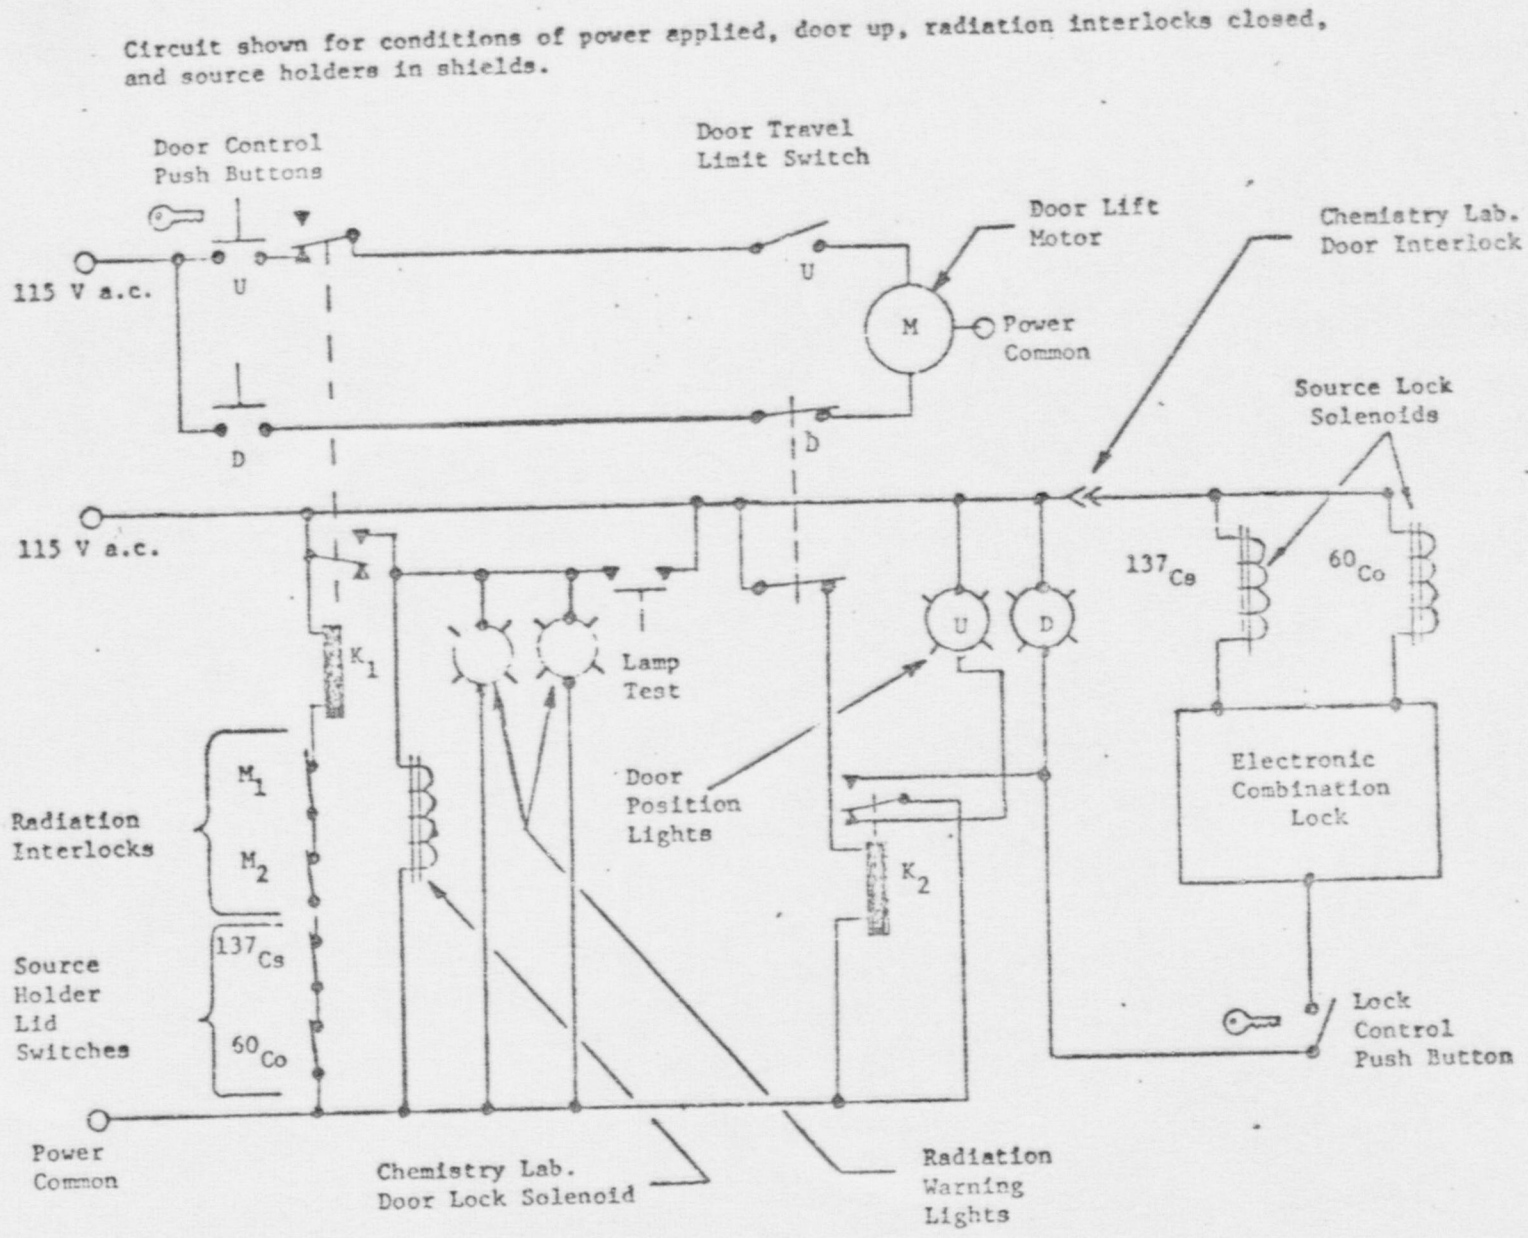 Circuit shown for conditions of power applied, door up, radiation interlocks closed,
and source holders in shields.
Door Control
Push Buttons
Door Travel
Limit Switch
Door Lift
Motor
Chemistry Lab.
Door Interlock
115 V a.c.
U
U
M
Power
Common
Source Lock
Solenoids
D
D
115 V a.c.
137Cs
60Co
K1
U
D
Lamp
Test
Radiation
Interlocks
M1
M2
Door
Position
Lights
Electronic
Combination
Lock
K2
Source
Holder
Lid
Switches
137Cs
60Co
Lock
Control
Push Button
Power
Common
Chemistry Lab.
Door Lock Solenoid
Radiation
Warning
Lights